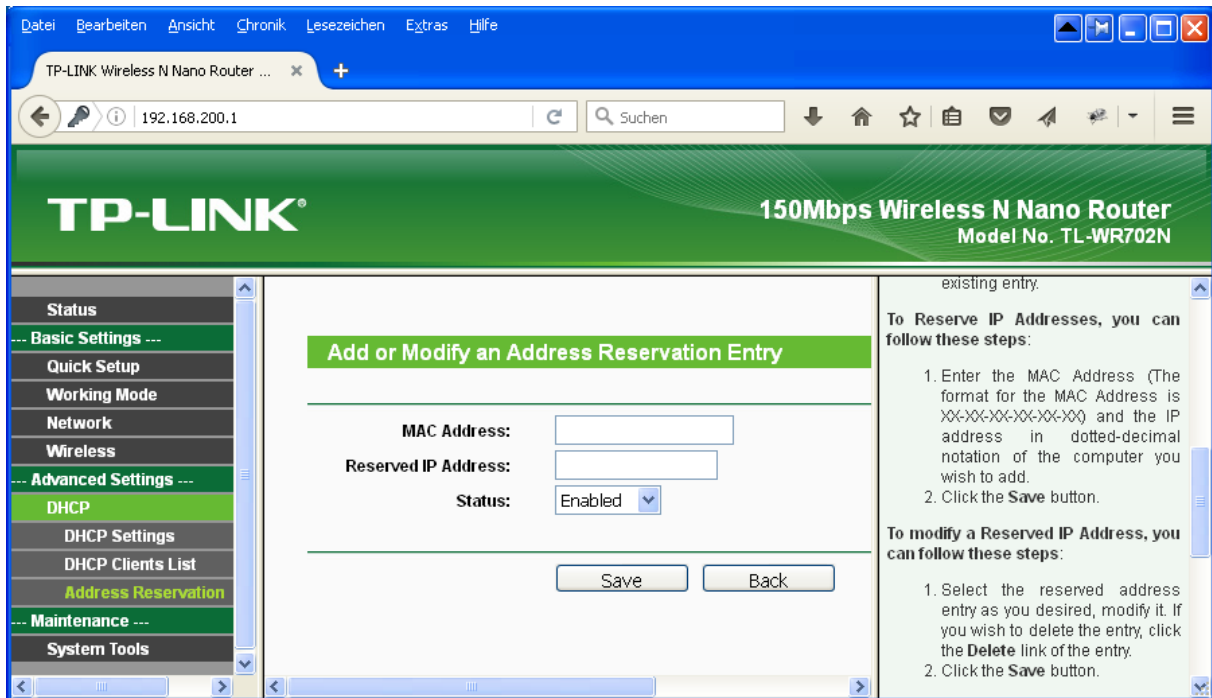 Datei Bearbeiten Ansicht Chronik Lesezeichen Extras Hilfe
TP-LINK Wireless N Nano Router ...
192.168.200.1
Suchen
TP-LINK®
150Mbps Wireless N Nano Router
Model No. TL-WR702N
Status
--- Basic Settings ---
Quick Setup
Working Mode
Network
Wireless
--- Advanced Settings ---
DHCP
DHCP Settings
DHCP Clients List
Address Reservation
--- Maintenance ---
System Tools
Add or Modify an Address Reservation Entry
MAC Address:
Reserved IP Address:
Status: Enabled
Save Back
existing entry.
To Reserve IP Addresses, you can
follow these steps:
1. Enter the MAC Address (The
format for the MAC Address is
XX-XX-XX-XX-XX-XX) and the IP
address in dotted-decimal
notation of the computer you
wish to add.
2. Click the Save button.
To modify a Reserved IP Address, you
can follow these steps:
1. Select the reserved address
entry as you desired, modify it. If
you wish to delete the entry, click
the Delete link of the entry.
2. Click the Save button.